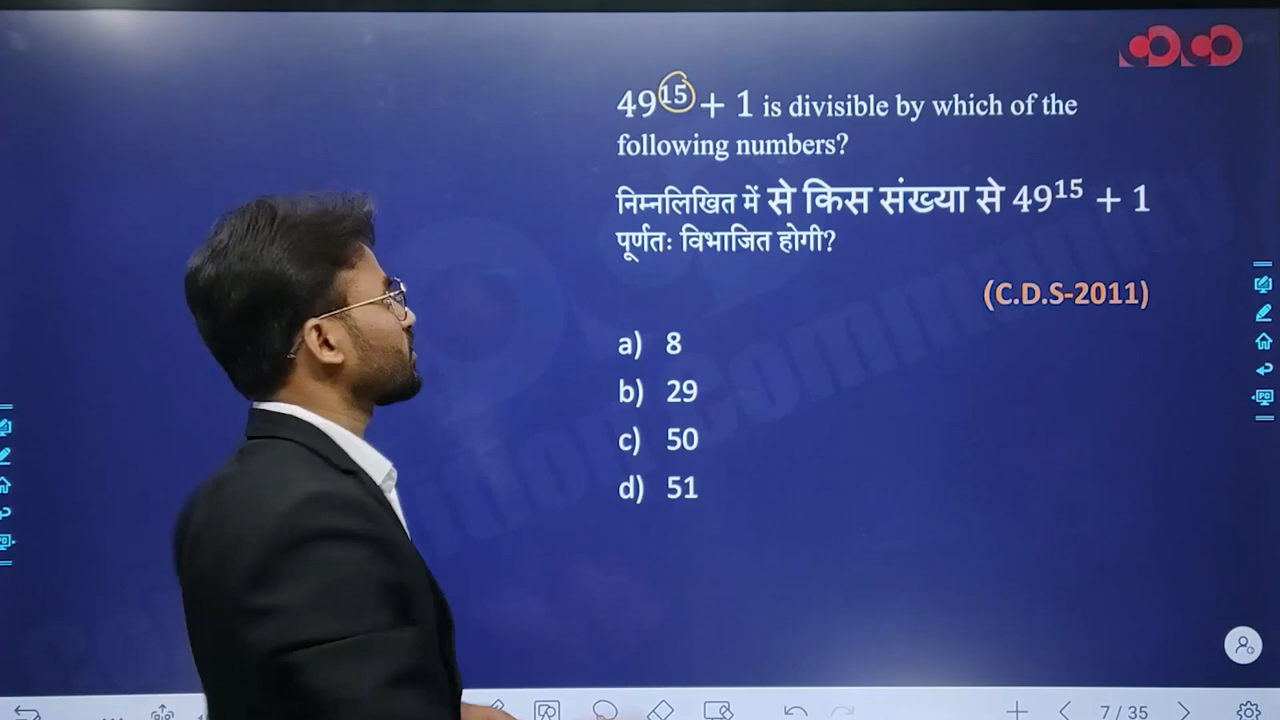 49¹⁵ + 1 is divisible by which of the
following numbers?
निम्नलिखित में से किस संख्या से 49¹⁵ + 1
पूर्णतः विभाजित होगी?
(C.D.S-2011)
a) 8
b) 29
c) 50
d) 51
7 / 35